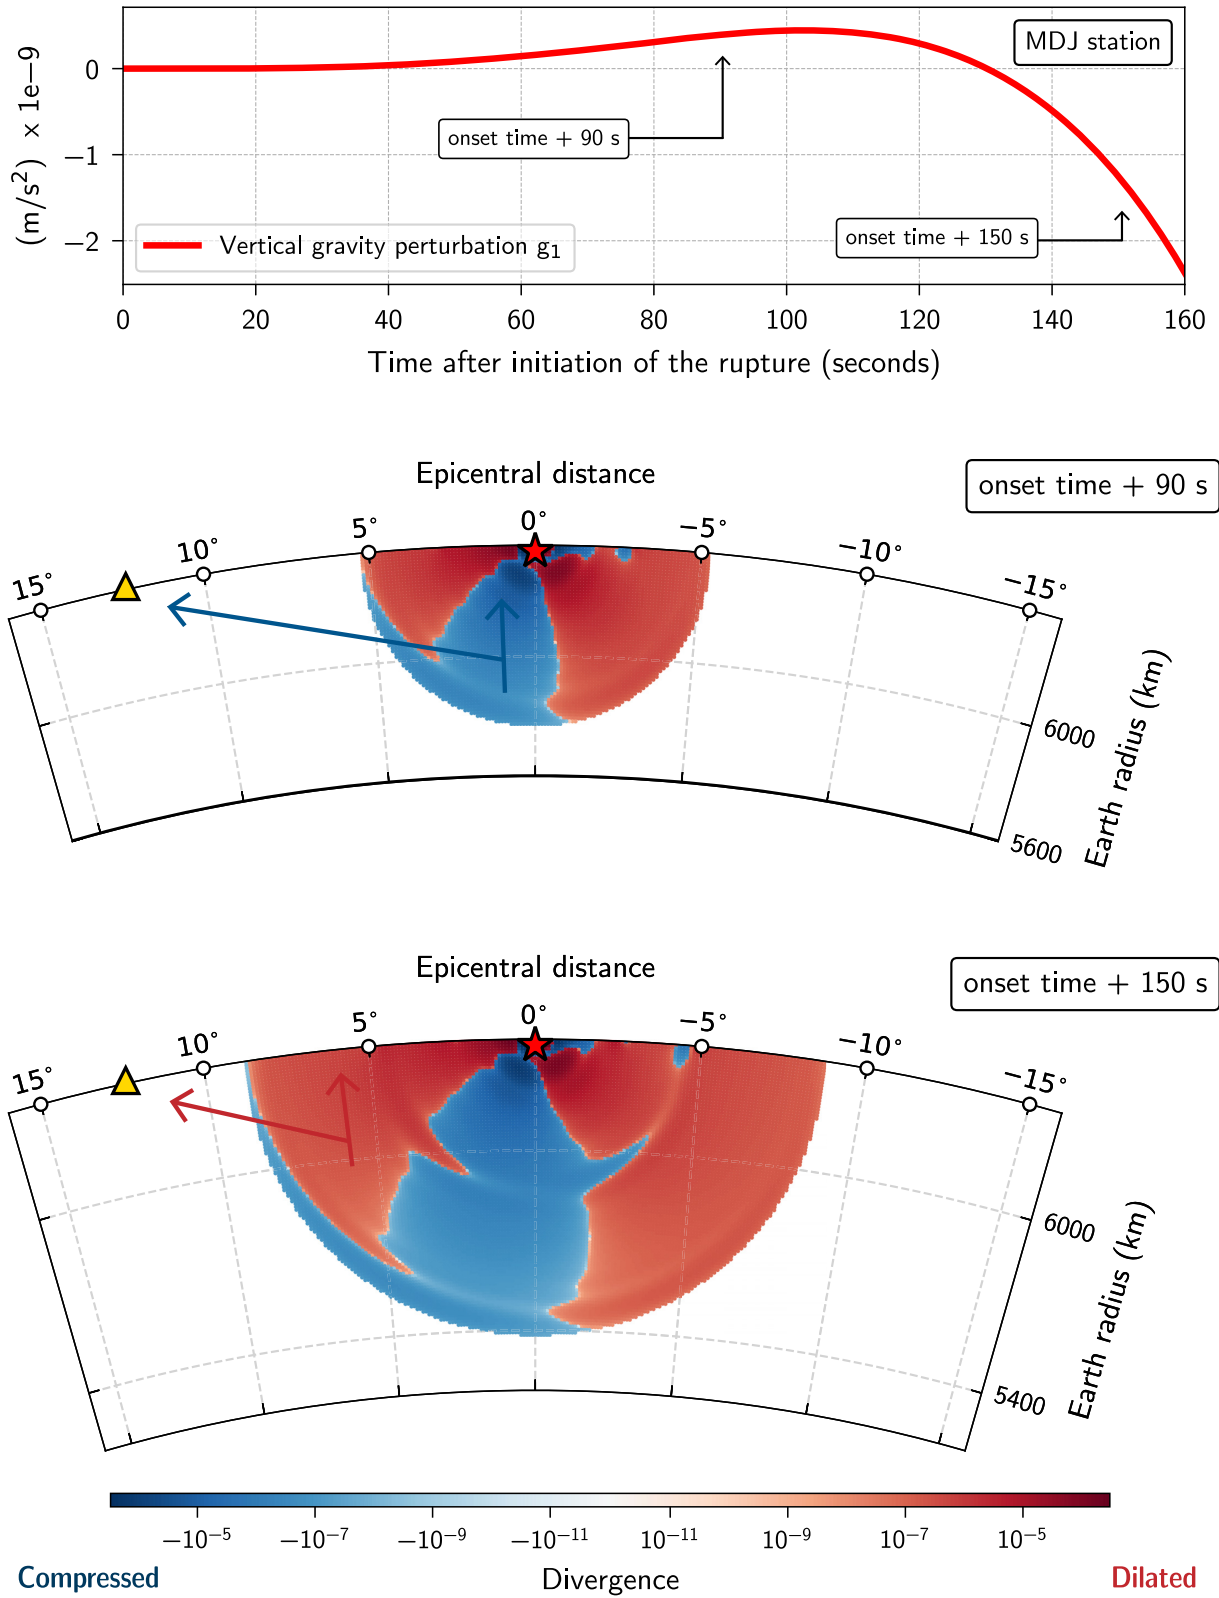 MDJ station
(m/s²) x 1e−9
0
−1
−2
onset time + 90 s
onset time + 150 s
Vertical gravity perturbation g₁
0 20 40 60 80 100 120 140 160
Time after initiation of the rupture (seconds)
Epicentral distance
onset time + 90 s
15° 10° 5° 0° −5° −10° −15°
6000
5600
Earth radius (km)
Epicentral distance
onset time + 150 s
15° 10° 5° 0° −5° −10° −15°
6000
5400
Earth radius (km)
−10⁻⁵ −10⁻⁷ −10⁻⁹ −10⁻¹¹ 10⁻¹¹ 10⁻⁹ 10⁻⁷ 10⁻⁵
Compressed Divergence Dilated